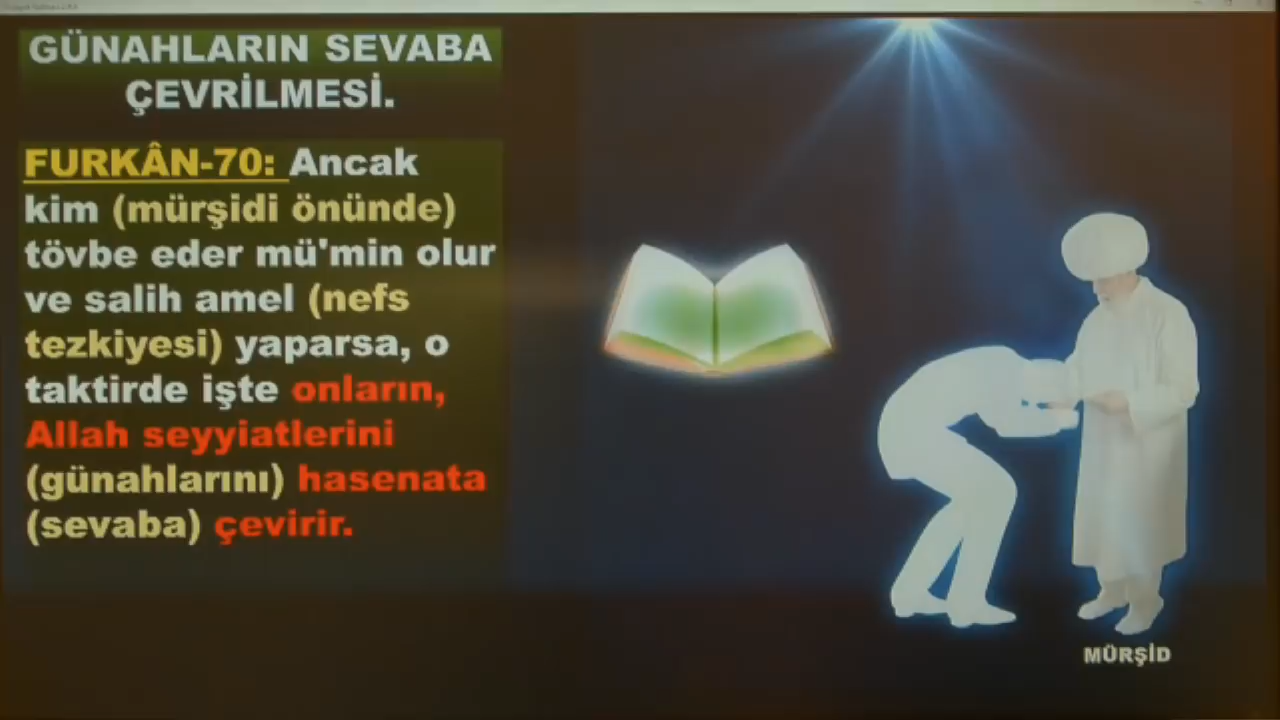 GÜNAHLARIN SEVABA
ÇEVRİLMESİ.
FURKÂN-70: Ancak
kim (mürşidi önünde)
tövbe eder mü'min olur
ve salih amel (nefs
tezkiyesi) yaparsa, o
taktirde işte onların,
Allah seyyiatlerini
(günahlarını) hasenata
(sevaba) çevirir.
MÜRŞİD